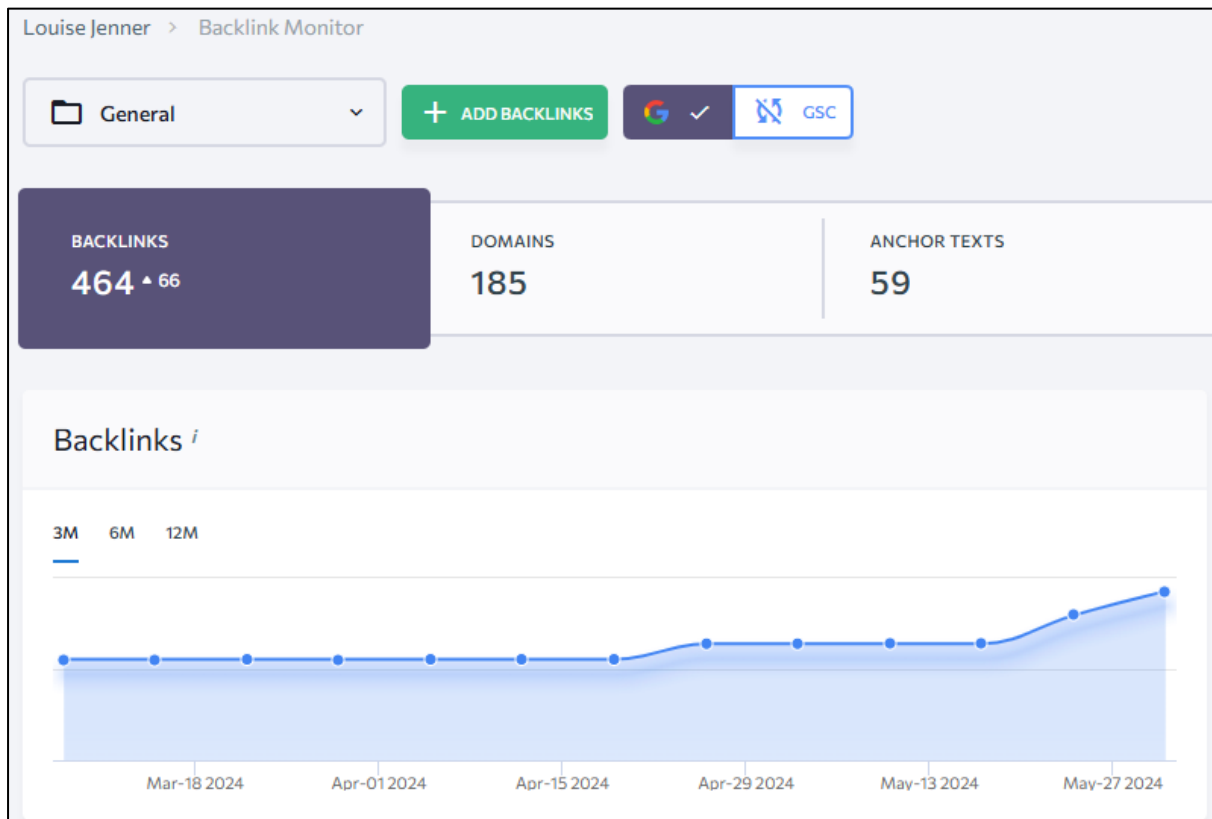 Louise Jenner > Backlink Monitor
General
+ ADD BACKLINKS
GSC
BACKLINKS
464 ▲ 66
DOMAINS
185
ANCHOR TEXTS
59
Backlinks i
3M 6M 12M
Mar-18 2024 Apr-01 2024 Apr-15 2024 Apr-29 2024 May-13 2024 May-27 2024